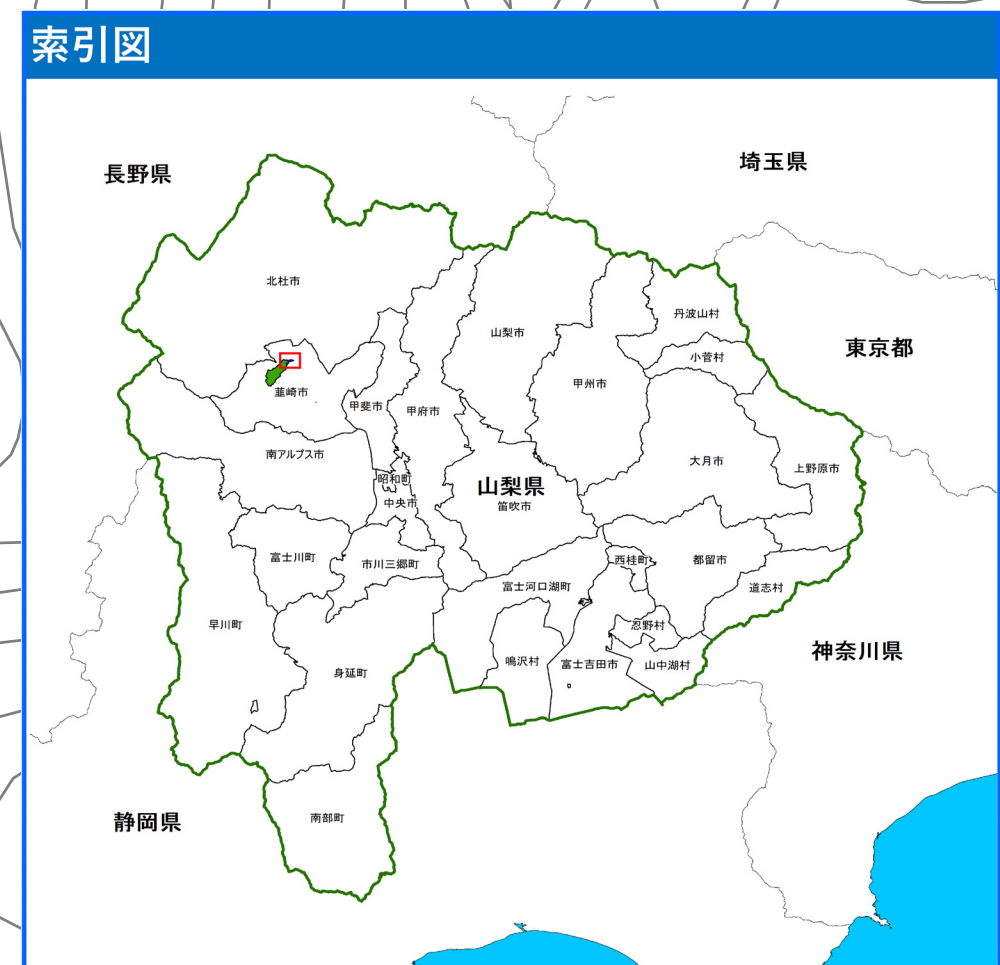 索引図
長野県
埼玉県
北杜市
丹波山村
山梨市
東京都
小菅村
甲州市
韮崎市
甲斐市
甲府市
南アルプス市
大月市
上野原市
昭和町
山梨県
中央市
笛吹市
富士川町
市川三郷町
西桂町
都留市
富士河口湖町
道志村
早川町
忍野村
神奈川県
鳴沢村
富士吉田市
山中湖村
身延町
静岡県
南部町